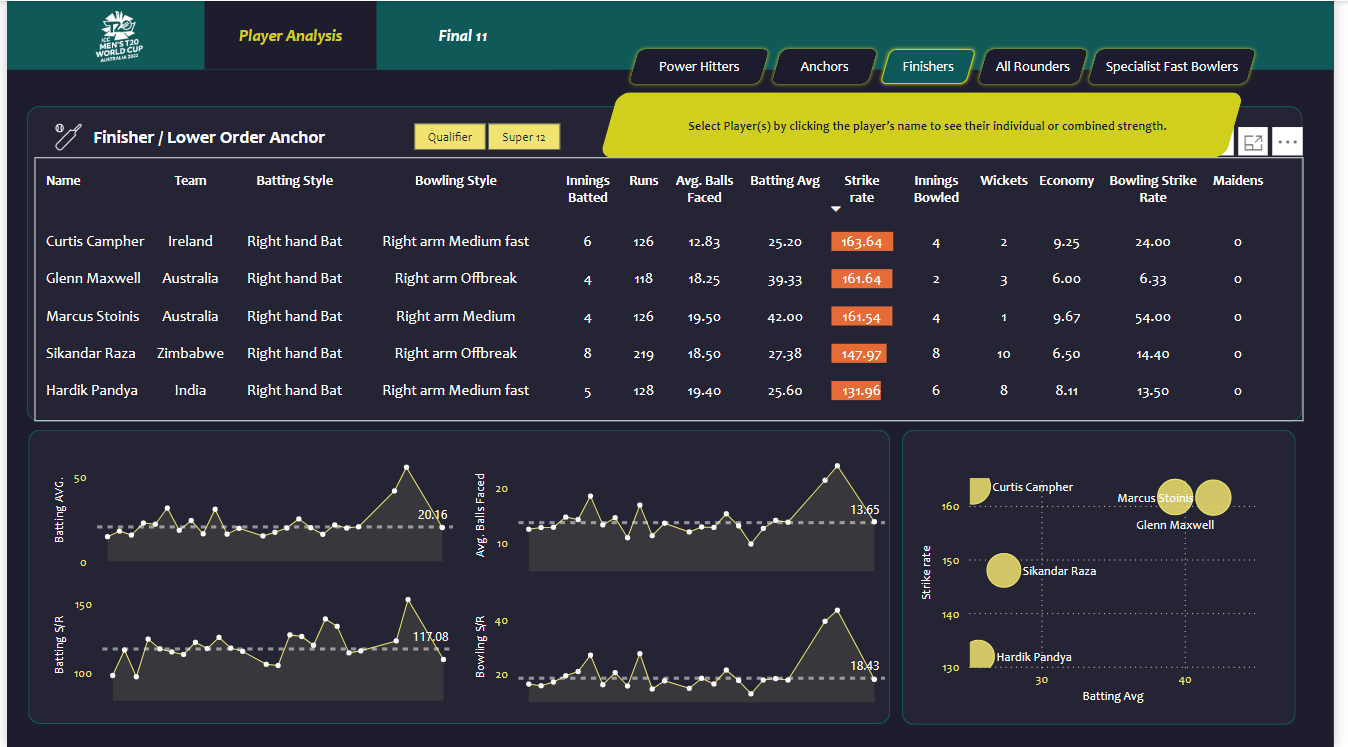 ICC
MEN'S T20
WORLD CUP
AUSTRALIA 2022
Player Analysis
Final 11
Power Hitters
Anchors
Finishers
All Rounders
Specialist Fast Bowlers
Select Player(s) by clicking the player's name to see their individual or combined strength.
Finisher / Lower Order Anchor
Qualifier
Super 12
Name Team Batting Style Bowling Style Innings Batted Runs Avg. Balls Faced Batting Avg Strike rate Innings Bowled Wickets Economy Bowling Strike Rate Maidens
Curtis Campher Ireland Right hand Bat Right arm Medium fast 6 126 12.83 25.20 163.64 4 2 9.25 24.00 0
Glenn Maxwell Australia Right hand Bat Right arm Offbreak 4 118 18.25 39.33 161.64 2 3 6.00 6.33 0
Marcus Stoinis Australia Right hand Bat Right arm Medium 4 126 19.50 42.00 161.54 4 1 9.67 54.00 0
Sikandar Raza Zimbabwe Right hand Bat Right arm Offbreak 8 219 18.50 27.38 147.97 8 10 6.50 14.40 0
Hardik Pandya India Right hand Bat Right arm Medium fast 5 128 19.40 25.60 131.96 6 8 8.11 13.50 0
Batting AVG.
50
0
20.16
Avg. Balls Faced
20
10
13.65
Batting S/R
150
100
117.08
Bowling S/R
40
20
18.43
Strike rate
160
150
140
130
Curtis Campher
Marcus Stoinis
Glenn Maxwell
Sikandar Raza
Hardik Pandya
30
40
Batting Avg